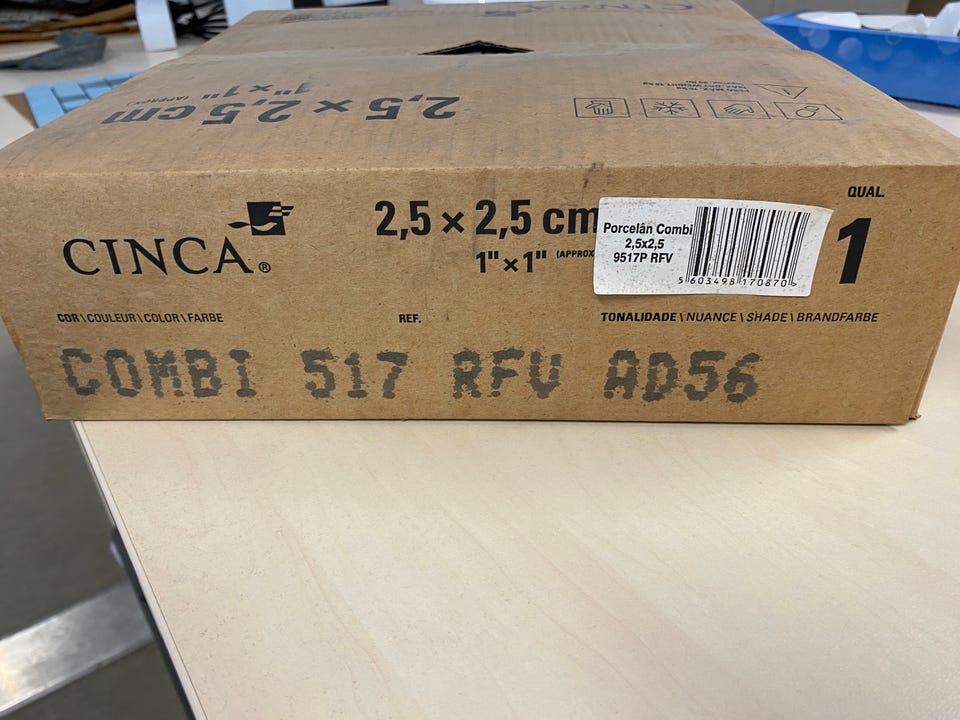 CINCA
2,5 × 2,5 cm
1" × 1" (APPROX.)
CINCA®
2,5 × 2,5 cm
1" × 1" (APPROX
Porcelân Combi
2,5x2,5
9517P RFV
5 603498 170870 >
QUAL.
1
COR \ COULEUR \ COLOR \ FARBE
REF.
TONALIDADE \ NUANCE \ SHADE \ BRANDFARBE
COMBI 517 RFV AD56